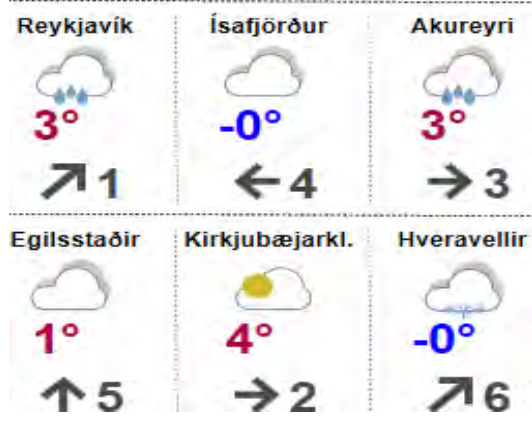 Reykjavík Ísafjörður Akureyri
3° -0° 3°
1 4 3
Egilsstaðir Kirkjubæjarkl. Hveravellir
1° 4° -0°
5 2 6